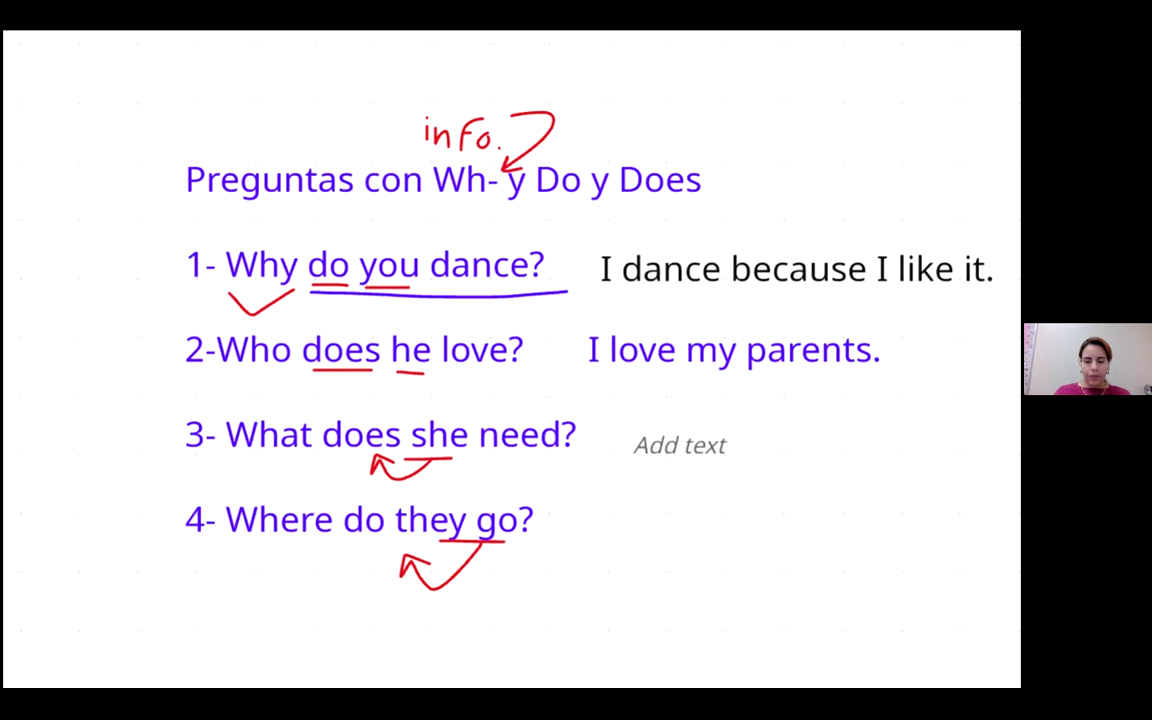 info.
Preguntas con Wh- y Do y Does
1- Why do you dance? I dance because I like it.
2-Who does he love? I love my parents.
3- What does she need? Add text
4- Where do they go?